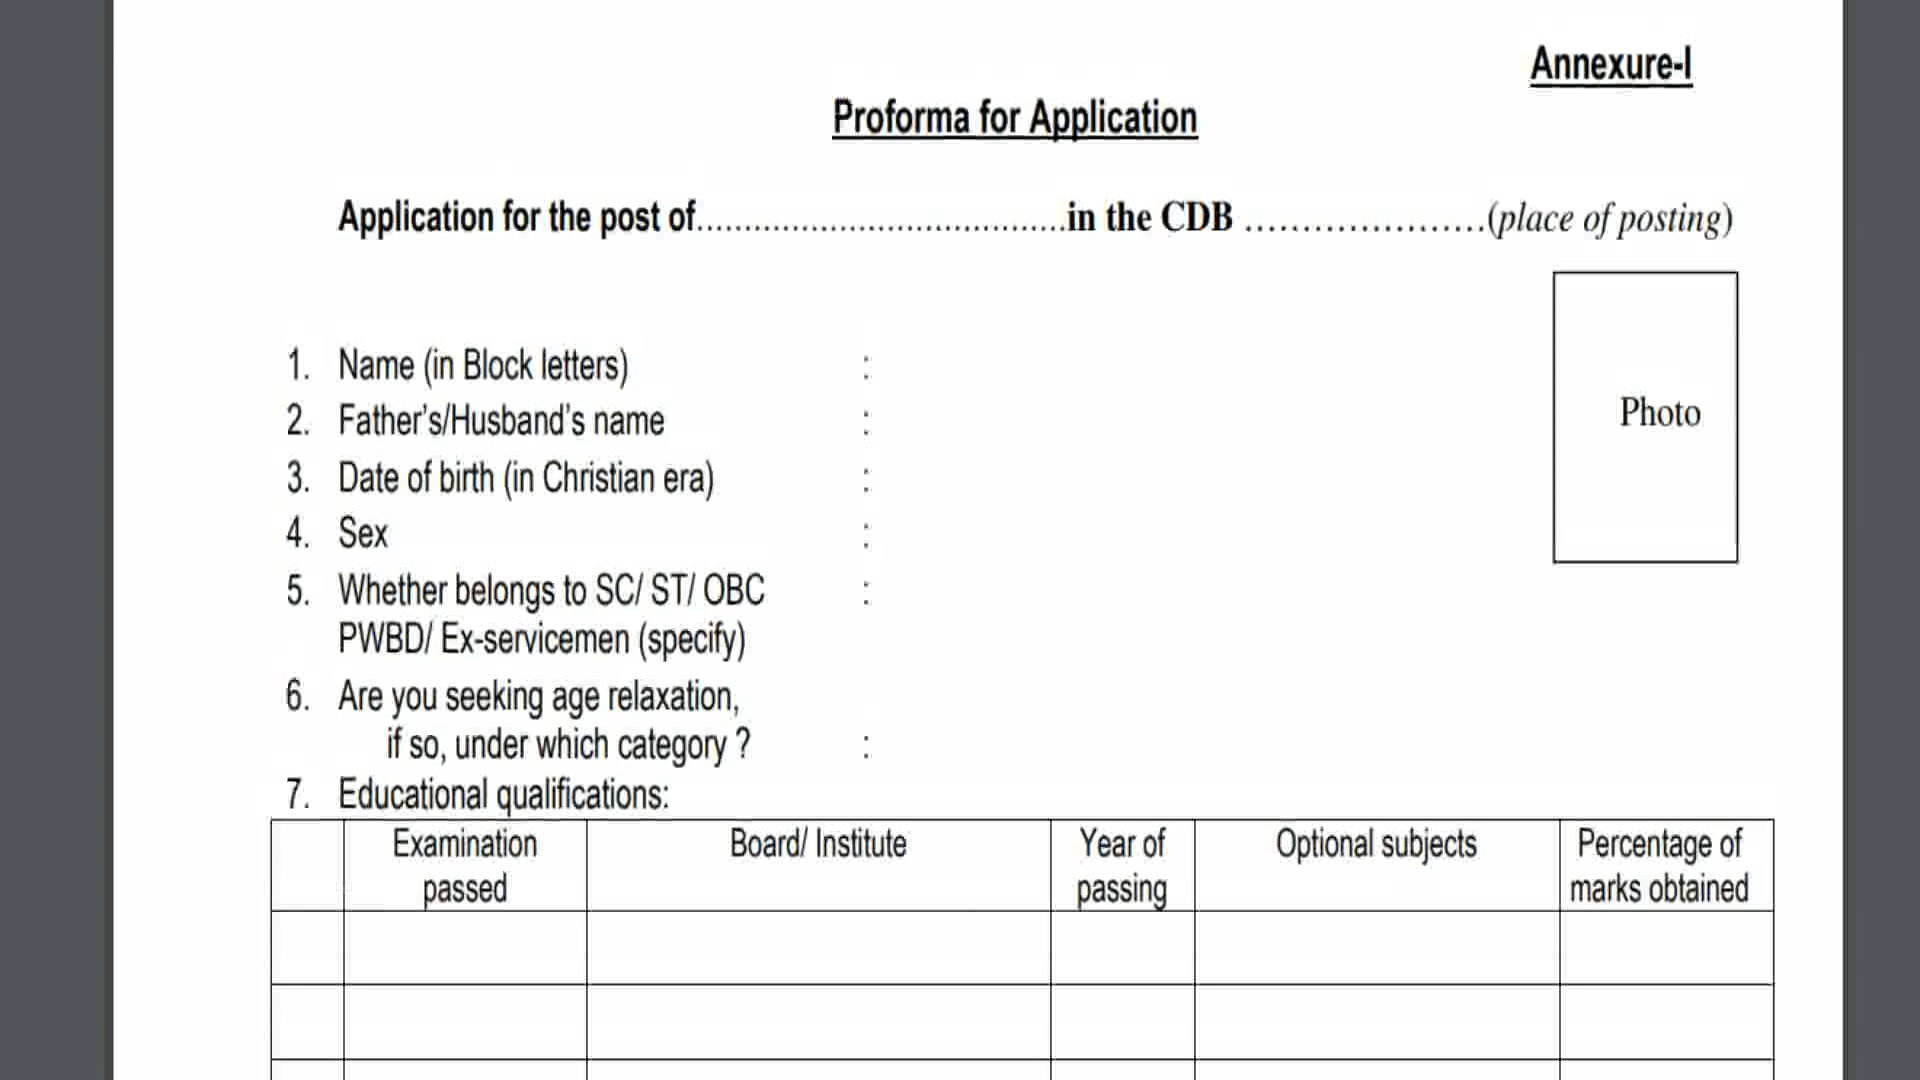 Annexure-I
Proforma for Application
Application for the post of.......................................in the CDB .....................(place of posting)
Photo
1. Name (in Block letters) :
2. Father's/Husband's name :
3. Date of birth (in Christian era) :
4. Sex :
5. Whether belongs to SC/ ST/ OBC :
PWBD/ Ex-servicemen (specify)
6. Are you seeking age relaxation,
if so, under which category ? :
7. Educational qualifications:
Examination passed Board/ Institute Year of passing Optional subjects Percentage of marks obtained